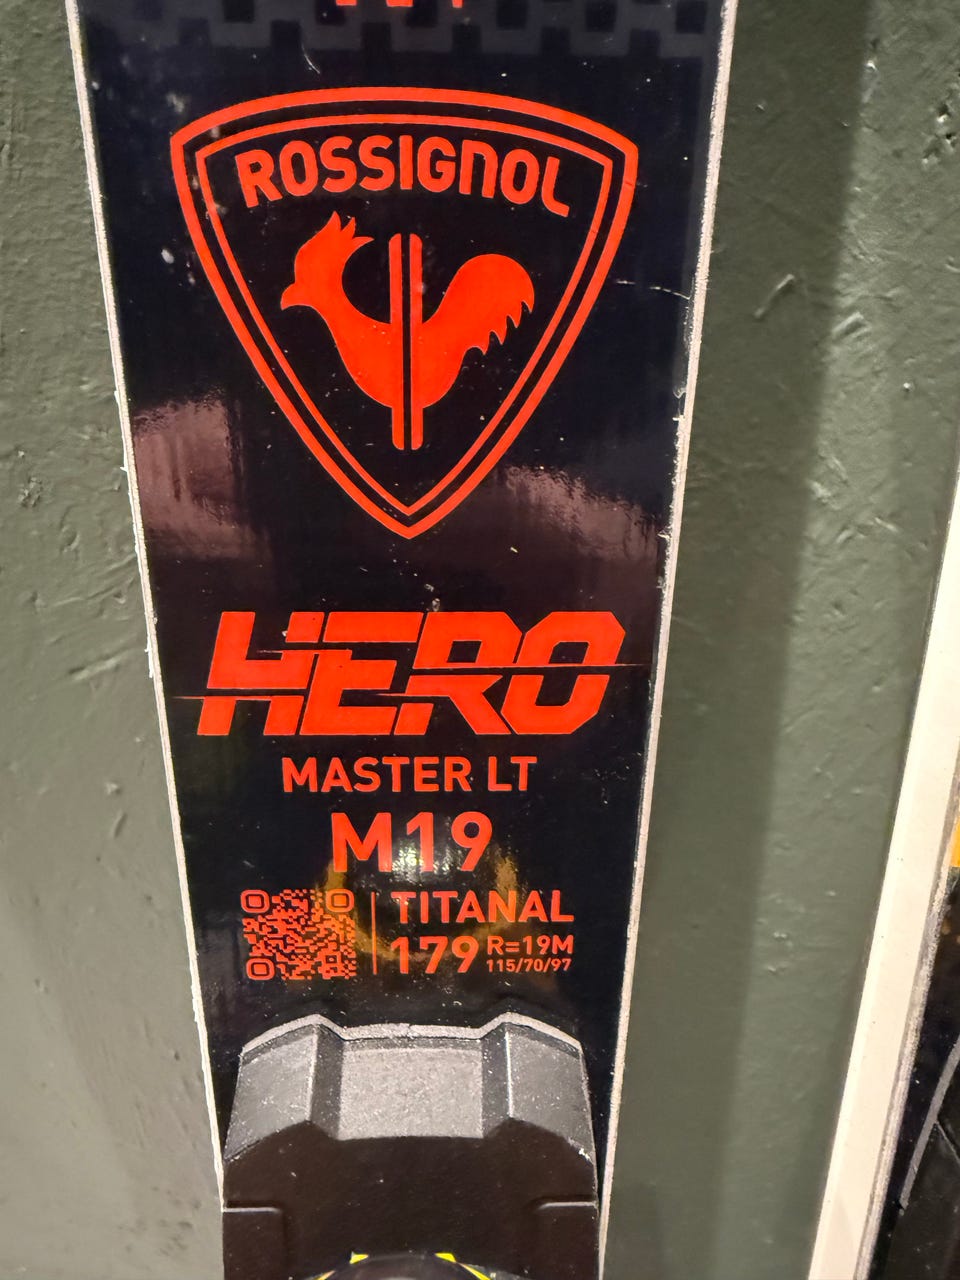 ROSSIGNOL
HERO
MASTER LT
M19
TITANAL
179 R=19M
115/70/97